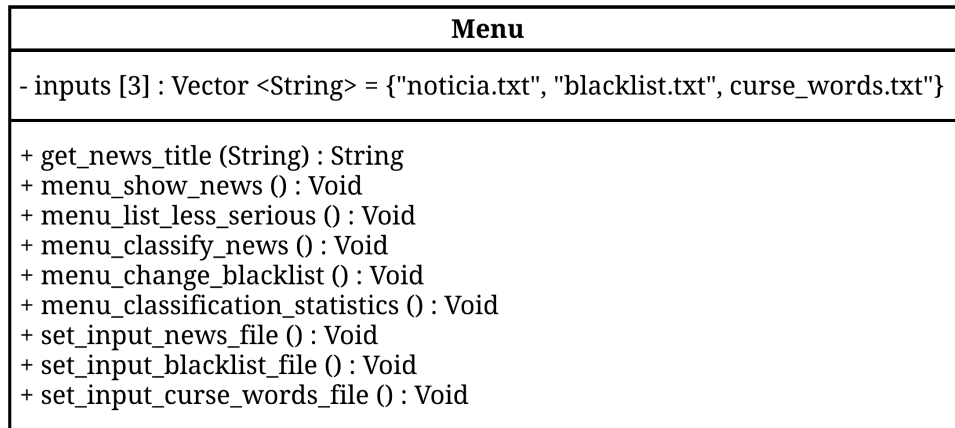 Menu
- inputs [3] : Vector <String> = {"noticia.txt", "blacklist.txt", curse_words.txt"}
+ get_news_title (String) : String
+ menu_show_news () : Void
+ menu_list_less_serious () : Void
+ menu_classify_news () : Void
+ menu_change_blacklist () : Void
+ menu_classification_statistics () : Void
+ set_input_news_file () : Void
+ set_input_blacklist_file () : Void
+ set_input_curse_words_file () : Void